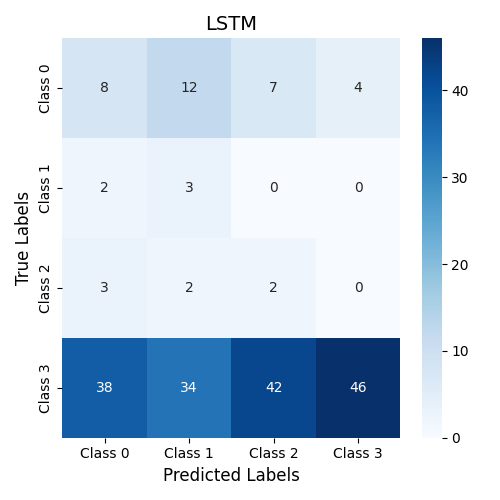 LSTM
True Labels
Class 0
8 12 7 4
Class 1
2 3 0 0
Class 2
3 2 2 0
Class 3
38 34 42 46
Class 0 Class 1 Class 2 Class 3
Predicted Labels
40
30
20
10
0